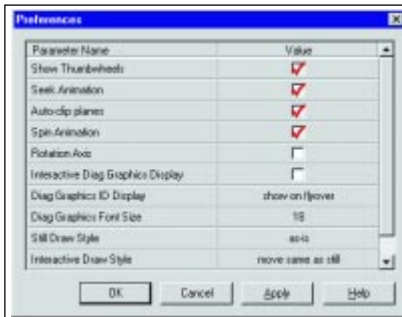 Preferences
Parameter Name Value
Show Thumbwheels
Seek Animation
Auto-clip planes
Spin Animation
Rotation Axis
Interactive Diag Graphics Display
Diag Graphics ID Display show on flyover
Diag Graphics Font Size 18
Still Draw Style as-is
Interactive Draw Style move same as still
OK Cancel Apply Help